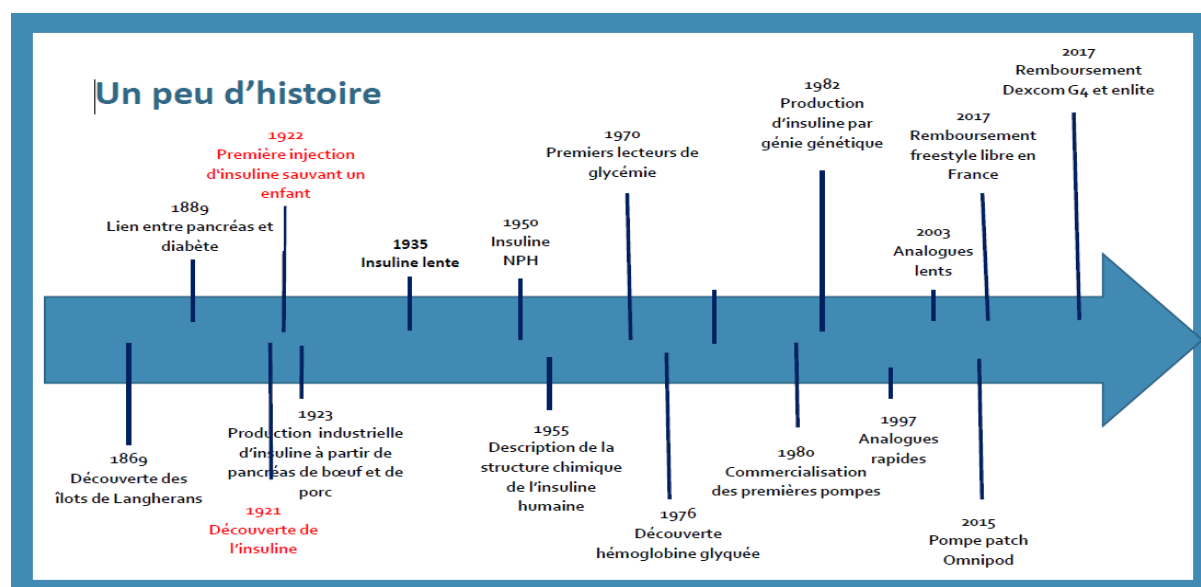 Un peu d’histoire
1869
Découverte des
îlots de Langherans
1889
Lien entre pancréas et
diabète
1921
Découverte de
l’insuline
1922
Première injection
d’insuline sauvant un
enfant
1923
Production industrielle
d’insuline à partir de
pancréas de bœuf et de
porc
1935
Insuline lente
1950
Insuline
NPH
1955
Description de la
structure chimique
de l’insuline
humaine
1970
Premiers lecteurs de
glycémie
1976
Découverte
hémoglobine glyquée
1980
Commercialisation
des premières pompes
1982
Production
d’insuline par
génie génétique
1997
Analogues
rapides
2003
Analogues
lents
2015
Pompe patch
Omnipod
2017
Remboursement
freestyle libre en
France
2017
Remboursement
Dexcom G4 et enlite